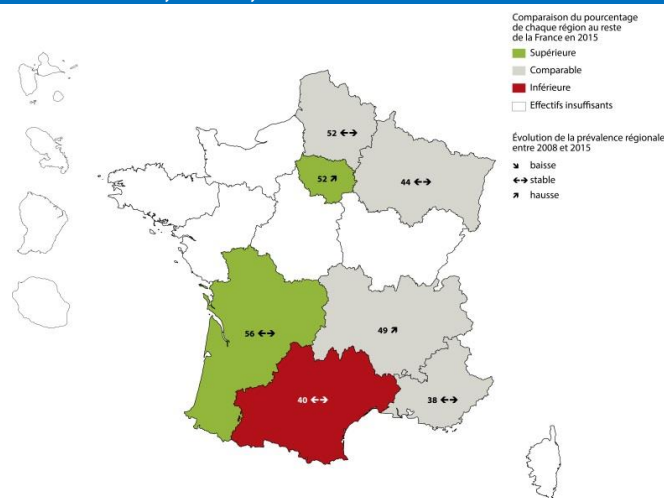 Comparaison du pourcentage
de chaque région au reste
de la France en 2015
Supérieure
Comparable
Inférieure
Effectifs insuffisants
Évolution de la prévalence régionale
entre 2008 et 2015
↘ baisse
↔ stable
↗ hausse
52 ↔
52 ↗
44 ↔
56 ↔
49 ↗
40 ↔
38 ↔